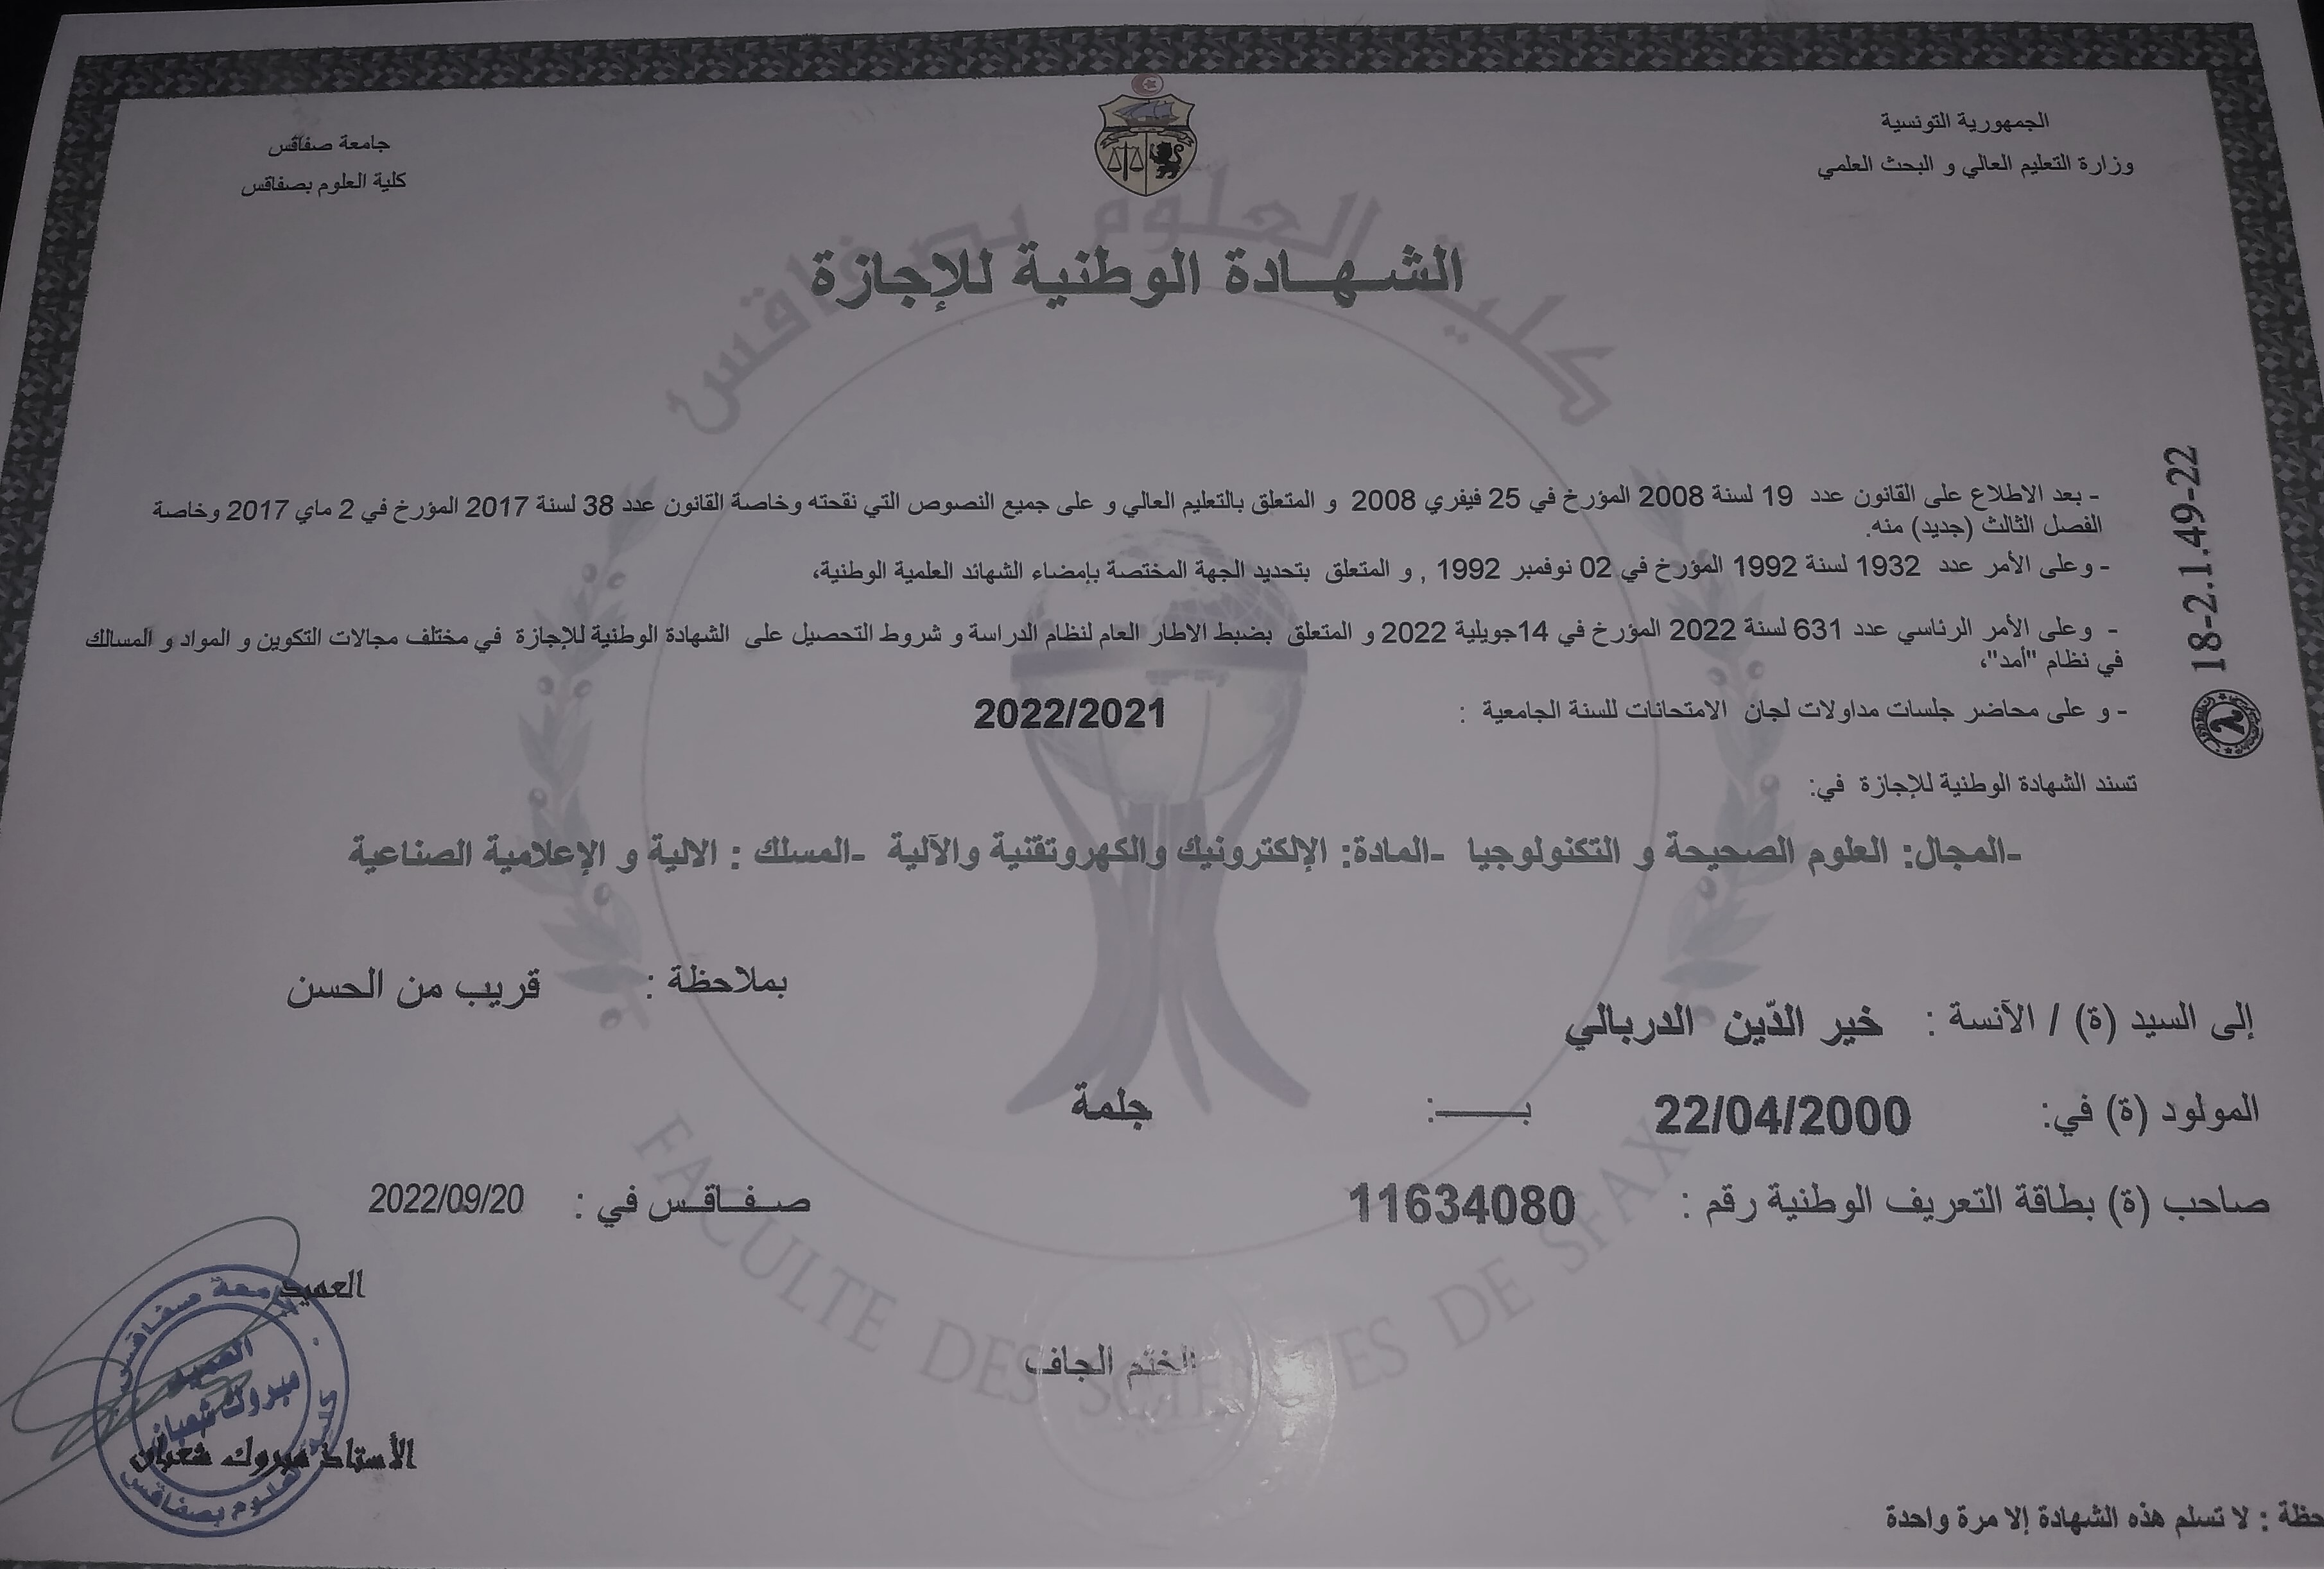 الجمهورية التونسية
وزارة التعليم العالي و البحث العلمي
جامعة صفاقس
كلية العلوم بصفاقس
كلية العلوم بصفاقس
الشهادة الوطنية للإجازة
- بعد الاطلاع على القانون عدد 19 لسنة 2008 المؤرخ في 25 فيفري 2008 و المتعلق بالتعليم العالي و على جميع النصوص التي نقحته وخاصة القانون عدد 38 لسنة 2017 المؤرخ في 2 ماي 2017 وخاصة
الفصل الثالث (جديد) منه.
- وعلى الأمر عدد 1932 لسنة 1992 المؤرخ في 02 نوفمبر 1992 , و المتعلق بتحديد الجهة المختصة بإمضاء الشهائد العلمية الوطنية،
- وعلى الأمر الرئاسي عدد 631 لسنة 2022 المؤرخ في 14جويلية 2022 و المتعلق بضبط الاطار العام لنظام الدراسة و شروط التحصيل على الشهادة الوطنية للإجازة في مختلف مجالات التكوين و المواد و المسالك
في نظام "أمد"،
- و على محاضر جلسات مداولات لجان الامتحانات للسنة الجامعية : 2022/2021
تسند الشهادة الوطنية للإجازة في:
-المجال: العلوم الصحيحة و التكنولوجيا -المادة: الإلكترونيك والكهروتقنية والآلية -المسلك : الالية و الإعلامية الصناعية
إلى السيد (ة) / الآنسة : خير الدّين الدربالي
بملاحظة : قريب من الحسن
المولود (ة) في: 22/04/2000 بــــ: جلمة
صاحب (ة) بطاقة التعريف الوطنية رقم : 11634080
صفاقس في : 2022/09/20
العميد
جامعة صفاقس
العميد
مبروك شعبان
كلية العلوم بصفاقس
الأستاذ مبروك شعبان
الختم الجاف
FACULTE DES SCIENCES DE SFAX
حظة : لا تسلم هذه الشهادة إلا مرة واحدة
18-2.1.49-22